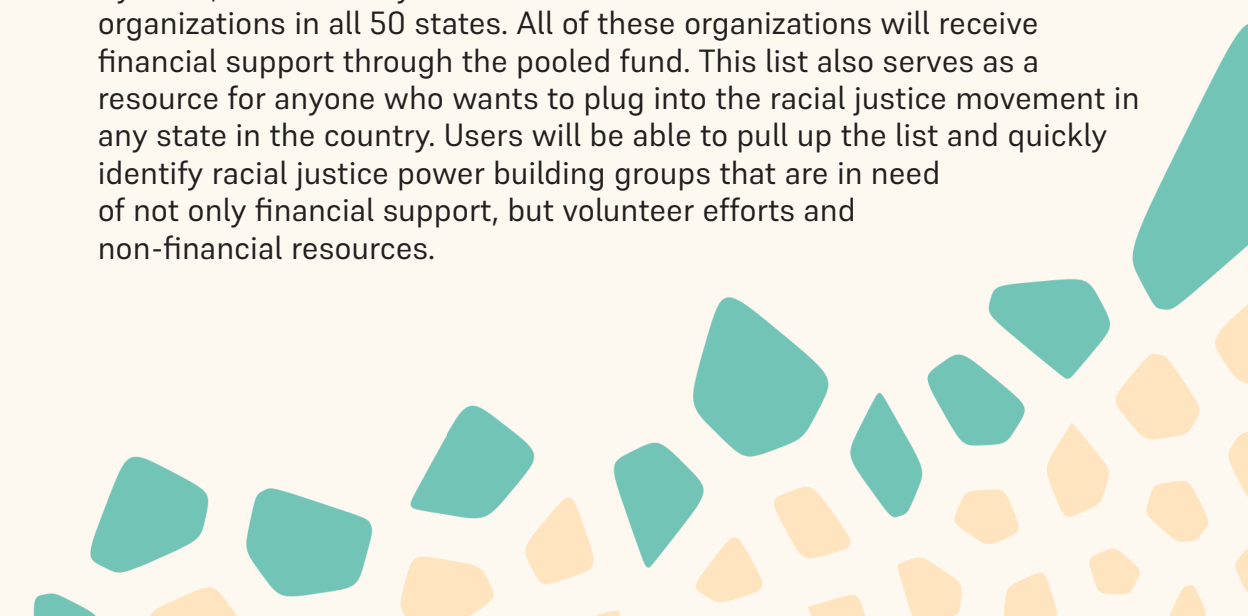 organizations in all 50 states. All of these organizations will receive
financial support through the pooled fund. This list also serves as a
resource for anyone who wants to plug into the racial justice movement in
any state in the country. Users will be able to pull up the list and quickly
identify racial justice power building groups that are in need
of not only financial support, but volunteer efforts and
non-financial resources.